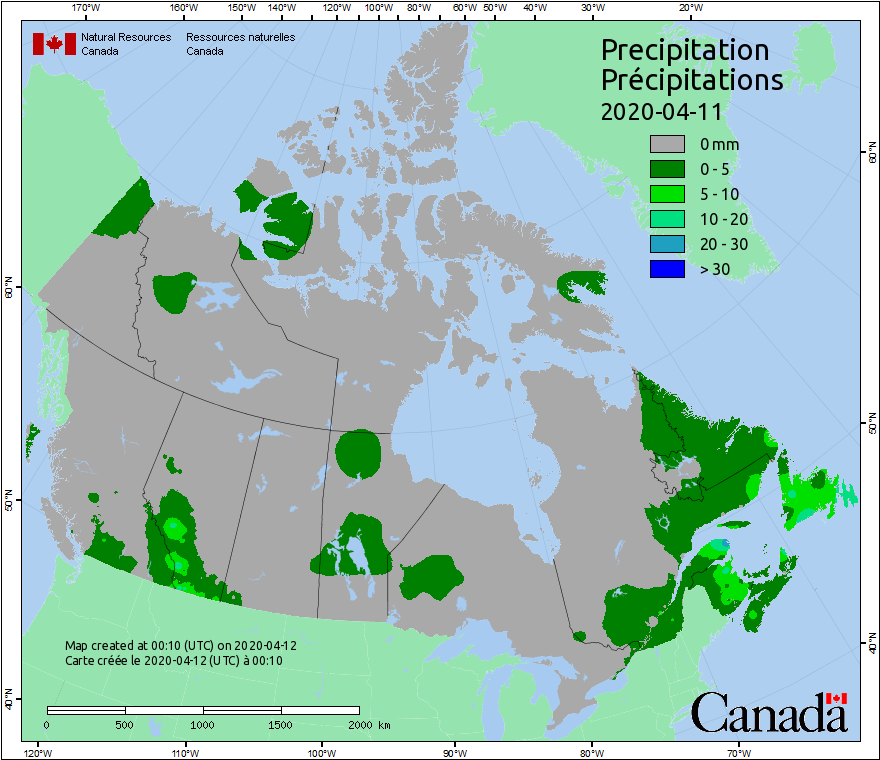 170°W 160°W 150°W 140°W 120°W 100°W 80°W 60°W 50°W 40°W 30°W 20°W
Natural Resources Canada
Ressources naturelles Canada
Precipitation
Précipitations
2020-04-11
0 mm
0 - 5
5 - 10
10 - 20
20 - 30
> 30
60°N
50°N
40°N
60°N
50°N
40°N
Map created at 00:10 (UTC) on 2020-04-12
Carte créée le 2020-04-12 (UTC) à 00:10
0 500 1000 1500 2000 km
Canada
120°W 110°W 100°W 90°W 80°W 70°W